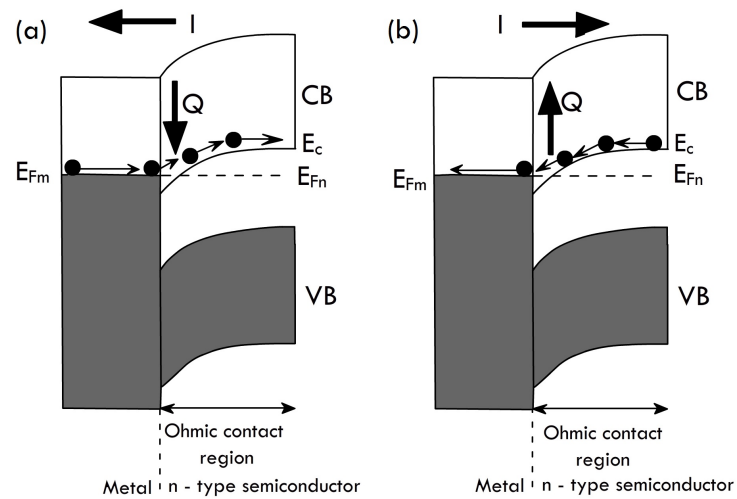 (a)
I
CB
Q
E_c
E_Fm
E_Fn
VB
Ohmic contact
region
Metal n - type semiconductor
(b)
I
CB
Q
E_c
E_Fm
E_Fn
VB
Ohmic contact
region
Metal n - type semiconductor